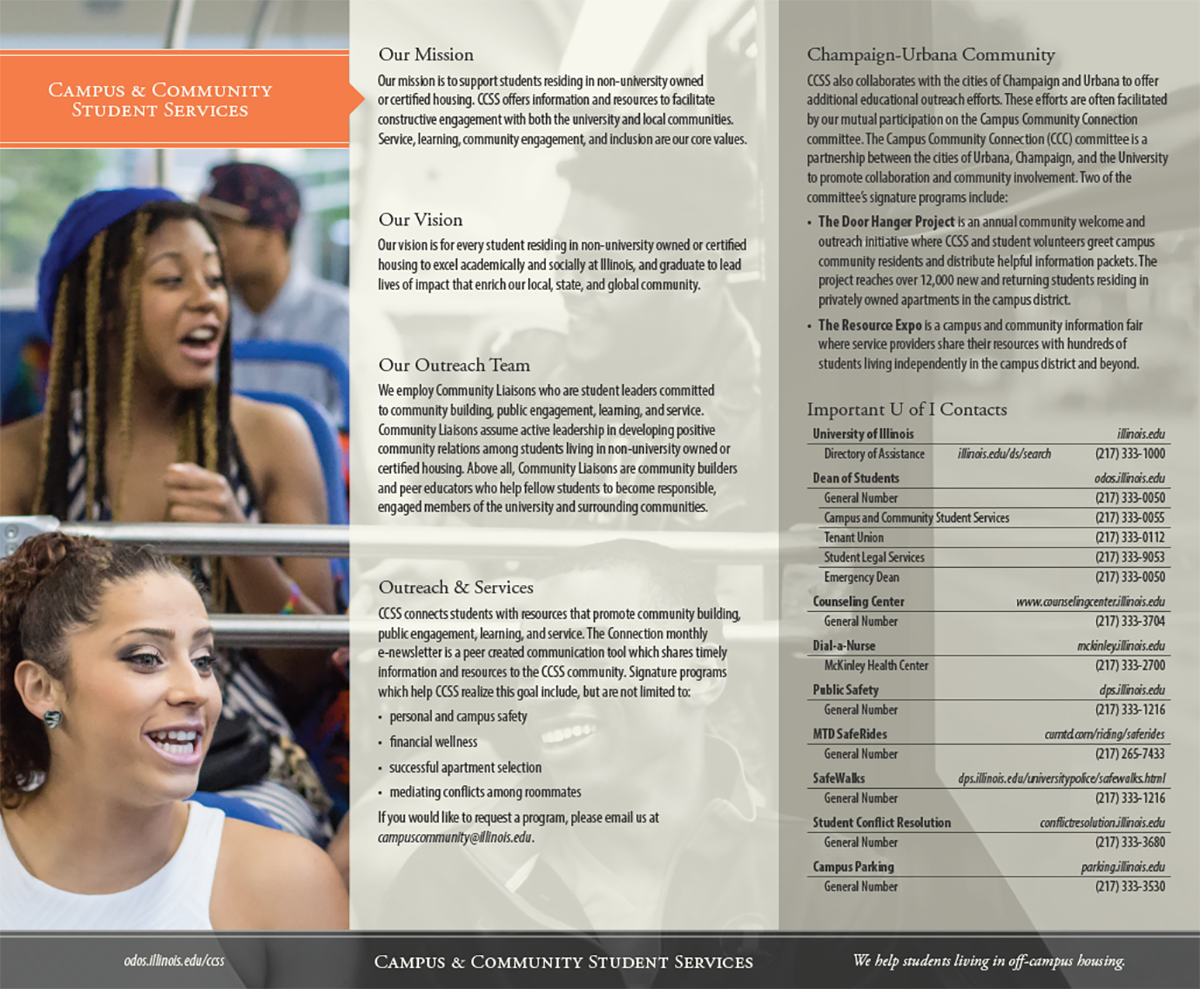 CAMPUS & COMMUNITY
STUDENT SERVICES
Our Mission
Our mission is to support students residing in non-university owned
or certified housing. CCSS offers information and resources to facilitate
constructive engagement with both the university and local communities.
Service, learning, community engagement, and inclusion are our core values.
Our Vision
Our vision is for every student residing in non-university owned or certified
housing to excel academically and socially at Illinois, and graduate to lead
lives of impact that enrich our local, state, and global community.
Our Outreach Team
We employ Community Liaisons who are student leaders committed
to community building, public engagement, learning, and service.
Community Liaisons assume active leadership in developing positive
community relations among students living in non-university owned or
certified housing. Above all, Community Liaisons are community builders
and peer educators who help fellow students to become responsible,
engaged members of the university and surrounding communities.
Outreach & Services
CCSS connects students with resources that promote community building,
public engagement, learning, and service. The Connection monthly
e-newsletter is a peer created communication tool which shares timely
information and resources to the CCSS community. Signature programs
which help CCSS realize this goal include, but are not limited to:
• personal and campus safety
• financial wellness
• successful apartment selection
• mediating conflicts among roommates
If you would like to request a program, please email us at
campuscommunity@illinois.edu.
Champaign-Urbana Community
CCSS also collaborates with the cities of Champaign and Urbana to offer
additional educational outreach efforts. These efforts are often facilitated
by our mutual participation on the Campus Community Connection
committee. The Campus Community Connection (CCC) committee is a
partnership between the cities of Urbana, Champaign, and the University
to promote collaboration and community involvement. Two of the
committee's signature programs include:
• The Door Hanger Project is an annual community welcome and
outreach initiative where CCSS and student volunteers greet campus
community residents and distribute helpful information packets. The
project reaches over 12,000 new and returning students residing in
privately owned apartments in the campus district.
• The Resource Expo is a campus and community information fair
where service providers share their resources with hundreds of
students living independently in the campus district and beyond.
Important U of I Contacts
University of Illinois illinois.edu
Directory of Assistance illinois.edu/ds/search (217) 333-1000
Dean of Students odos.illinois.edu
General Number (217) 333-0050
Campus and Community Student Services (217) 333-0055
Tenant Union (217) 333-0112
Student Legal Services (217) 333-9053
Emergency Dean (217) 333-0050
Counseling Center www.counselingcenter.illinois.edu
General Number (217) 333-3704
Dial-a-Nurse mckinley.illinois.edu
McKinley Health Center (217) 333-2700
Public Safety dps.illinois.edu
General Number (217) 333-1216
MTD SafeRides cumtd.com/riding/saferides
General Number (217) 265-7433
SafeWalks dps.illinois.edu/universitypolice/safewalks.html
General Number (217) 333-1216
Student Conflict Resolution conflictresolution.illinois.edu
General Number (217) 333-3680
Campus Parking parking.illinois.edu
General Number (217) 333-3530
odos.illinois.edu/ccss
CAMPUS & COMMUNITY STUDENT SERVICES
We help students living in off-campus housing.